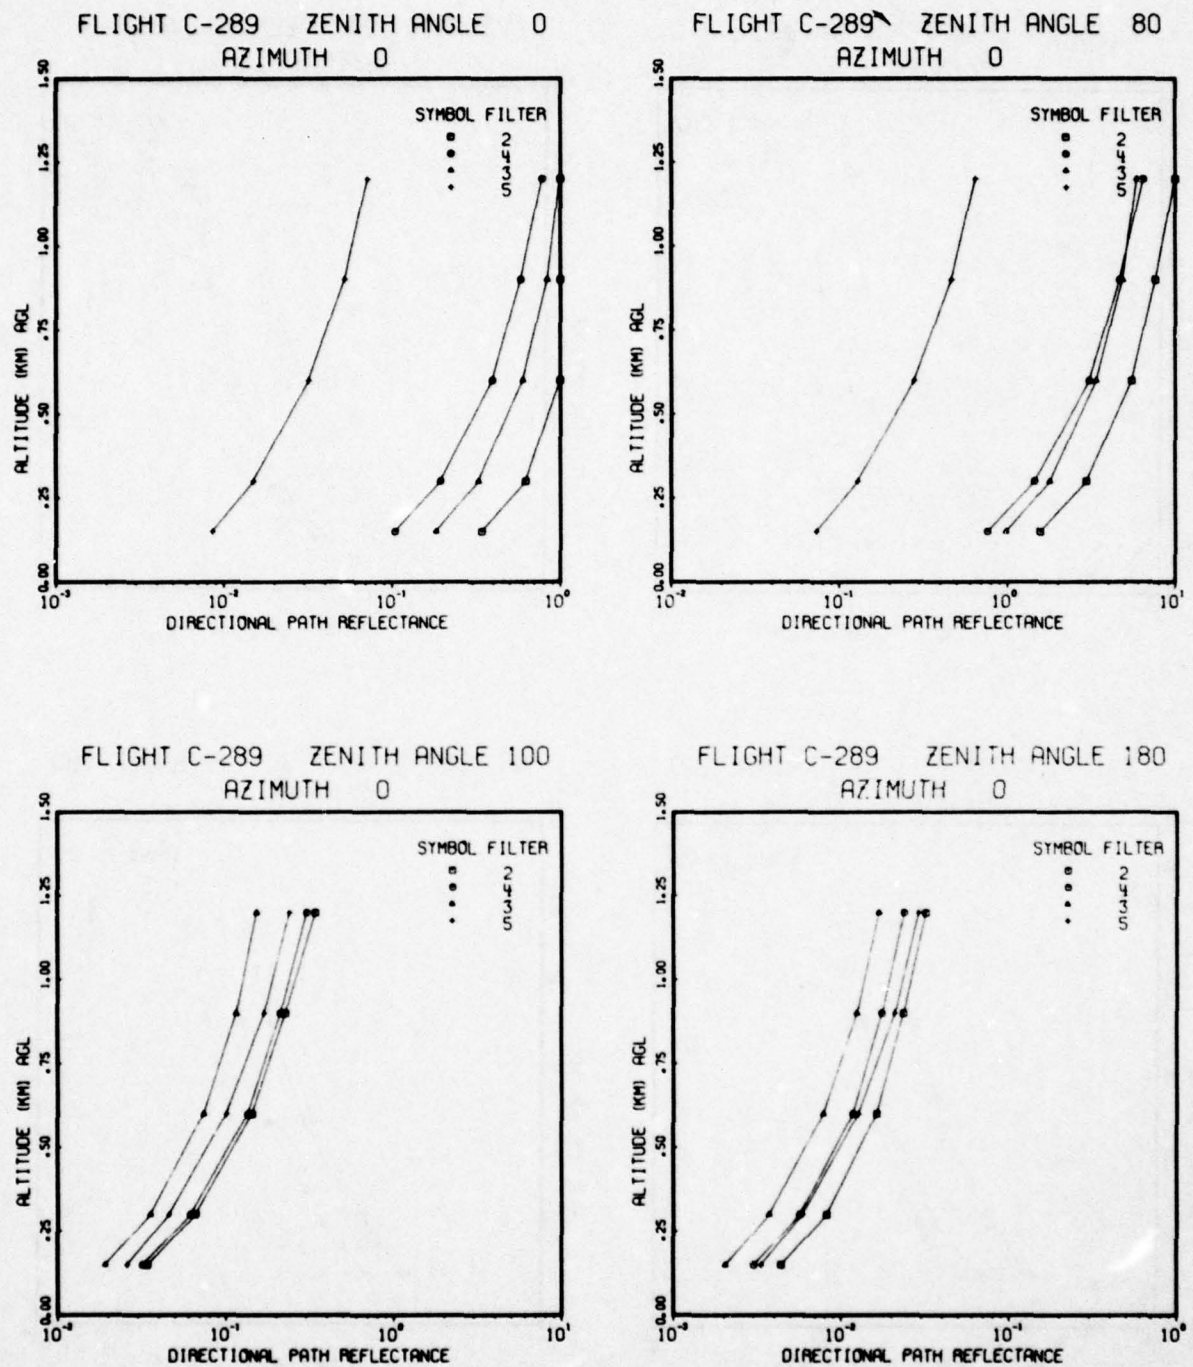 FLIGHT C-289 ZENITH ANGLE 0
AZIMUTH 0
SYMBOL FILTER
2
4
3
5
1.50
1.25
1.00
.75
.50
.25
0.00
ALTITUDE (KM) AGL
10⁻³ 10⁻² 10⁻¹ 10⁰
DIRECTIONAL PATH REFLECTANCE
FLIGHT C-289 ZENITH ANGLE 80
AZIMUTH 0
SYMBOL FILTER
2
4
3
5
1.50
1.25
1.00
.75
.50
.25
0.00
ALTITUDE (KM) AGL
10⁻² 10⁻¹ 10⁰ 10¹
DIRECTIONAL PATH REFLECTANCE
FLIGHT C-289 ZENITH ANGLE 100
AZIMUTH 0
SYMBOL FILTER
2
4
3
5
1.50
1.25
1.00
.75
.50
.25
0.00
ALTITUDE (KM) AGL
10⁻² 10⁻¹ 10⁰ 10¹
DIRECTIONAL PATH REFLECTANCE
FLIGHT C-289 ZENITH ANGLE 180
AZIMUTH 0
SYMBOL FILTER
2
4
3
5
1.50
1.25
1.00
.75
.50
.25
0.00
ALTITUDE (KM) AGL
10⁻³ 10⁻² 10⁻¹ 10⁰
DIRECTIONAL PATH REFLECTANCE